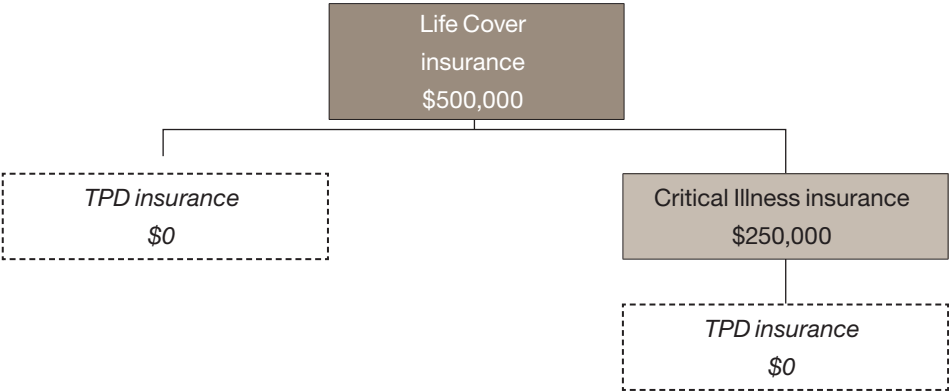 Life Cover
insurance
$500,000
TPD insurance
$0
Critical Illness insurance
$250,000
TPD insurance
$0